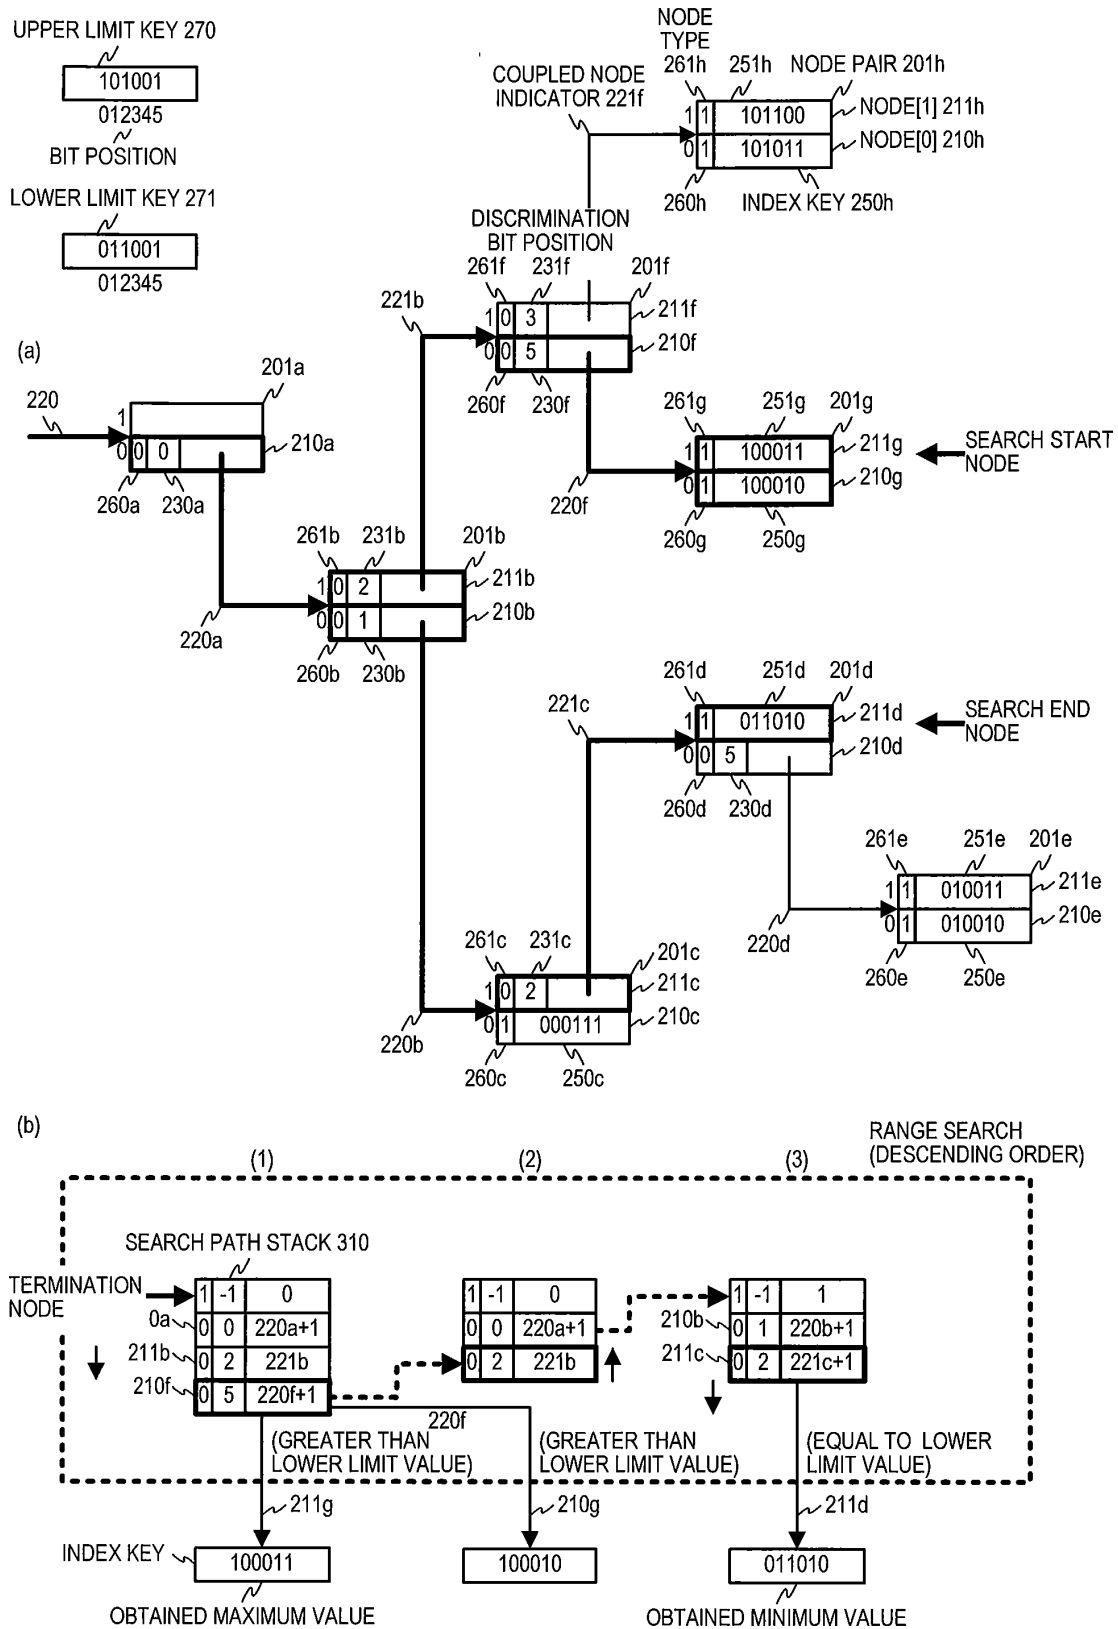 UPPER LIMIT KEY 270
101001
012345
BIT POSITION
LOWER LIMIT KEY 271
011001
012345
NODE
TYPE
261h 251h NODE PAIR 201h
COUPLED NODE
INDICATOR 221f
1 1 101100 NODE[1] 211h
0 1 101011 NODE[0] 210h
260h INDEX KEY 250h
DISCRIMINATION
BIT POSITION
261f 231f 201f
221b
1 0 3 211f
0 0 5 210f
260f 230f
(a)
201a
220
1
0 0 0 210a
260a 230a
261g 251g 201g
1 1 100011 211g
0 1 100010 210g
220f
260g 250g
SEARCH START
NODE
261b 231b 201b
1 0 2 211b
0 0 1 210b
220a
260b 230b
261d 251d 201d
221c
1 1 011010 211d
0 0 5 210d
260d 230d
SEARCH END
NODE
261e 251e 201e
1 1 010011 211e
0 1 010010 210e
220d
260e 250e
261c 231c 201c
1 0 2 211c
0 1 000111 210c
220b
260c 250c
(b)
RANGE SEARCH
(DESCENDING ORDER)
(1) (2) (3)
SEARCH PATH STACK 310
TERMINATION
NODE
1 -1 0
0a 0 0 220a+1
211b 0 2 221b
210f 0 5 220f+1
1 -1 0
0 0 220a+1
0 2 221b
1 -1 1
210b 0 1 220b+1
211c 0 2 221c+1
220f
(GREATER THAN
LOWER LIMIT VALUE)
(GREATER THAN
LOWER LIMIT VALUE)
(EQUAL TO LOWER
LIMIT VALUE)
211g 210g 211d
INDEX KEY 100011 100010 011010
OBTAINED MAXIMUM VALUE
OBTAINED MINIMUM VALUE